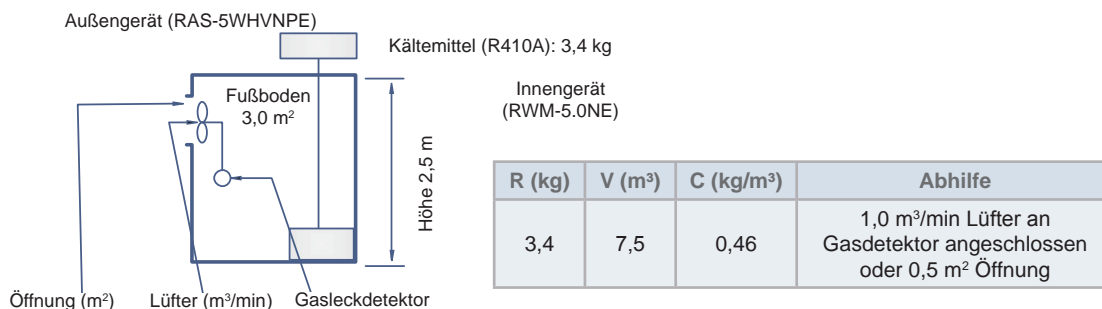 Außengerät (RAS-5WHVNPE)
Kältemittel (R410A): 3,4 kg
Fußboden
3,0 m²
Innengerät
(RWM-5.0NE)
Höhe 2,5 m
Öffnung (m²)
Lüfter (m³/min)
Gasleckdetektor
R (kg) V (m³) C (kg/m³) Abhilfe
3,4 7,5 0,46 1,0 m³/min Lüfter an
Gasdetektor angeschlossen
oder 0,5 m² Öffnung